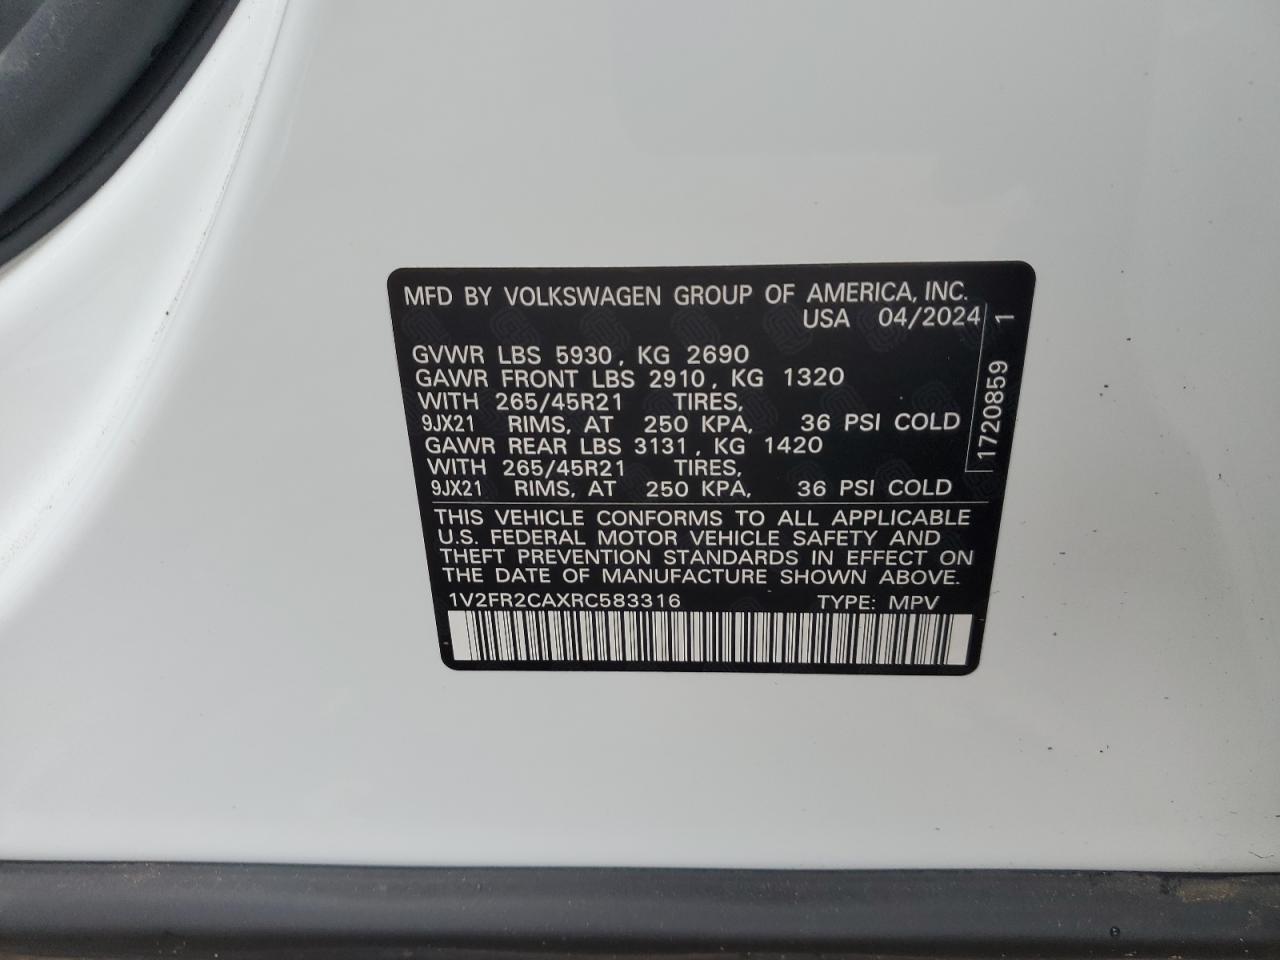 MFD BY VOLKSWAGEN GROUP OF AMERICA, INC.
USA 04/2024
GVWR LBS 5930, KG 2690
GAWR FRONT LBS 2910, KG 1320
WITH 265/45R21 TIRES,
9JX21 RIMS, AT 250 KPA, 36 PSI COLD
GAWR REAR LBS 3131, KG 1420
WITH 265/45R21 TIRES,
9JX21 RIMS, AT 250 KPA, 36 PSI COLD
THIS VEHICLE CONFORMS TO ALL APPLICABLE
U.S. FEDERAL MOTOR VEHICLE SAFETY AND
THEFT PREVENTION STANDARDS IN EFFECT ON
THE DATE OF MANUFACTURE SHOWN ABOVE.
1V2FR2CAXRC583316 TYPE: MPV
1720859 1